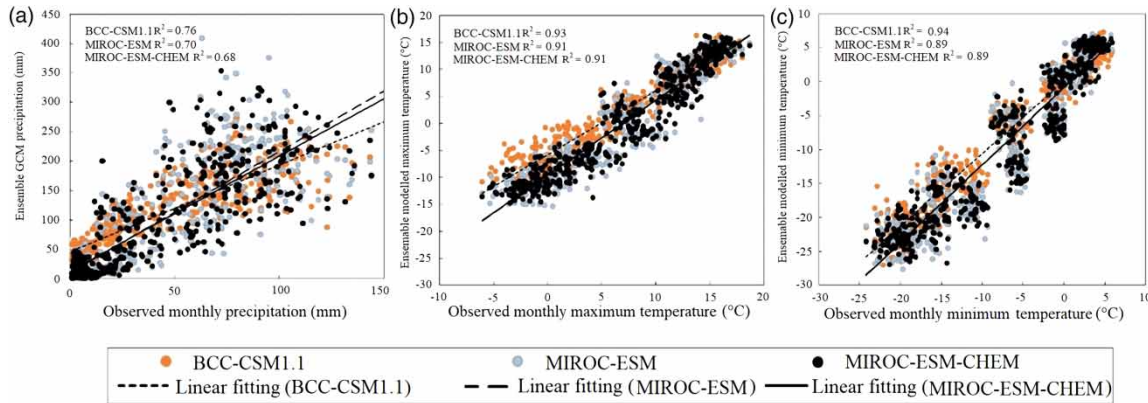 (a)
BCC-CSM1.1R² = 0.76
MIROC-ESM R² = 0.70
MIROC-ESM-CHEM R² = 0.68
Ensemble GCM precipitation (mm)
450
400
350
300
250
200
150
100
50
0
0
50
100
150
Observed monthly precipitation (mm)
(b)
BCC-CSM1.1R² = 0.93
MIROC-ESM R² = 0.91
MIROC-ESM-CHEM R² = 0.91
Ensemable modelled maximum temperature (°C)
20
15
10
5
0
-5
-10
-15
-20
-25
-30
-10
-5
0
5
10
15
20
Observed monthly maximum temperature (°C)
(c)
BCC-CSM1.1R² = 0.94
MIROC-ESM R² = 0.89
MIROC-ESM-CHEM R² = 0.89
Ensemable modelled minimum temperature (°C)
10
5
0
-5
-10
-15
-20
-25
-30
-30
-25
-20
-15
-10
-5
0
5
10
Observed monthly minimum temperature (°C)
BCC-CSM1.1
MIROC-ESM
MIROC-ESM-CHEM
Linear fitting (BCC-CSM1.1)
Linear fitting (MIROC-ESM)
Linear fitting (MIROC-ESM-CHEM)